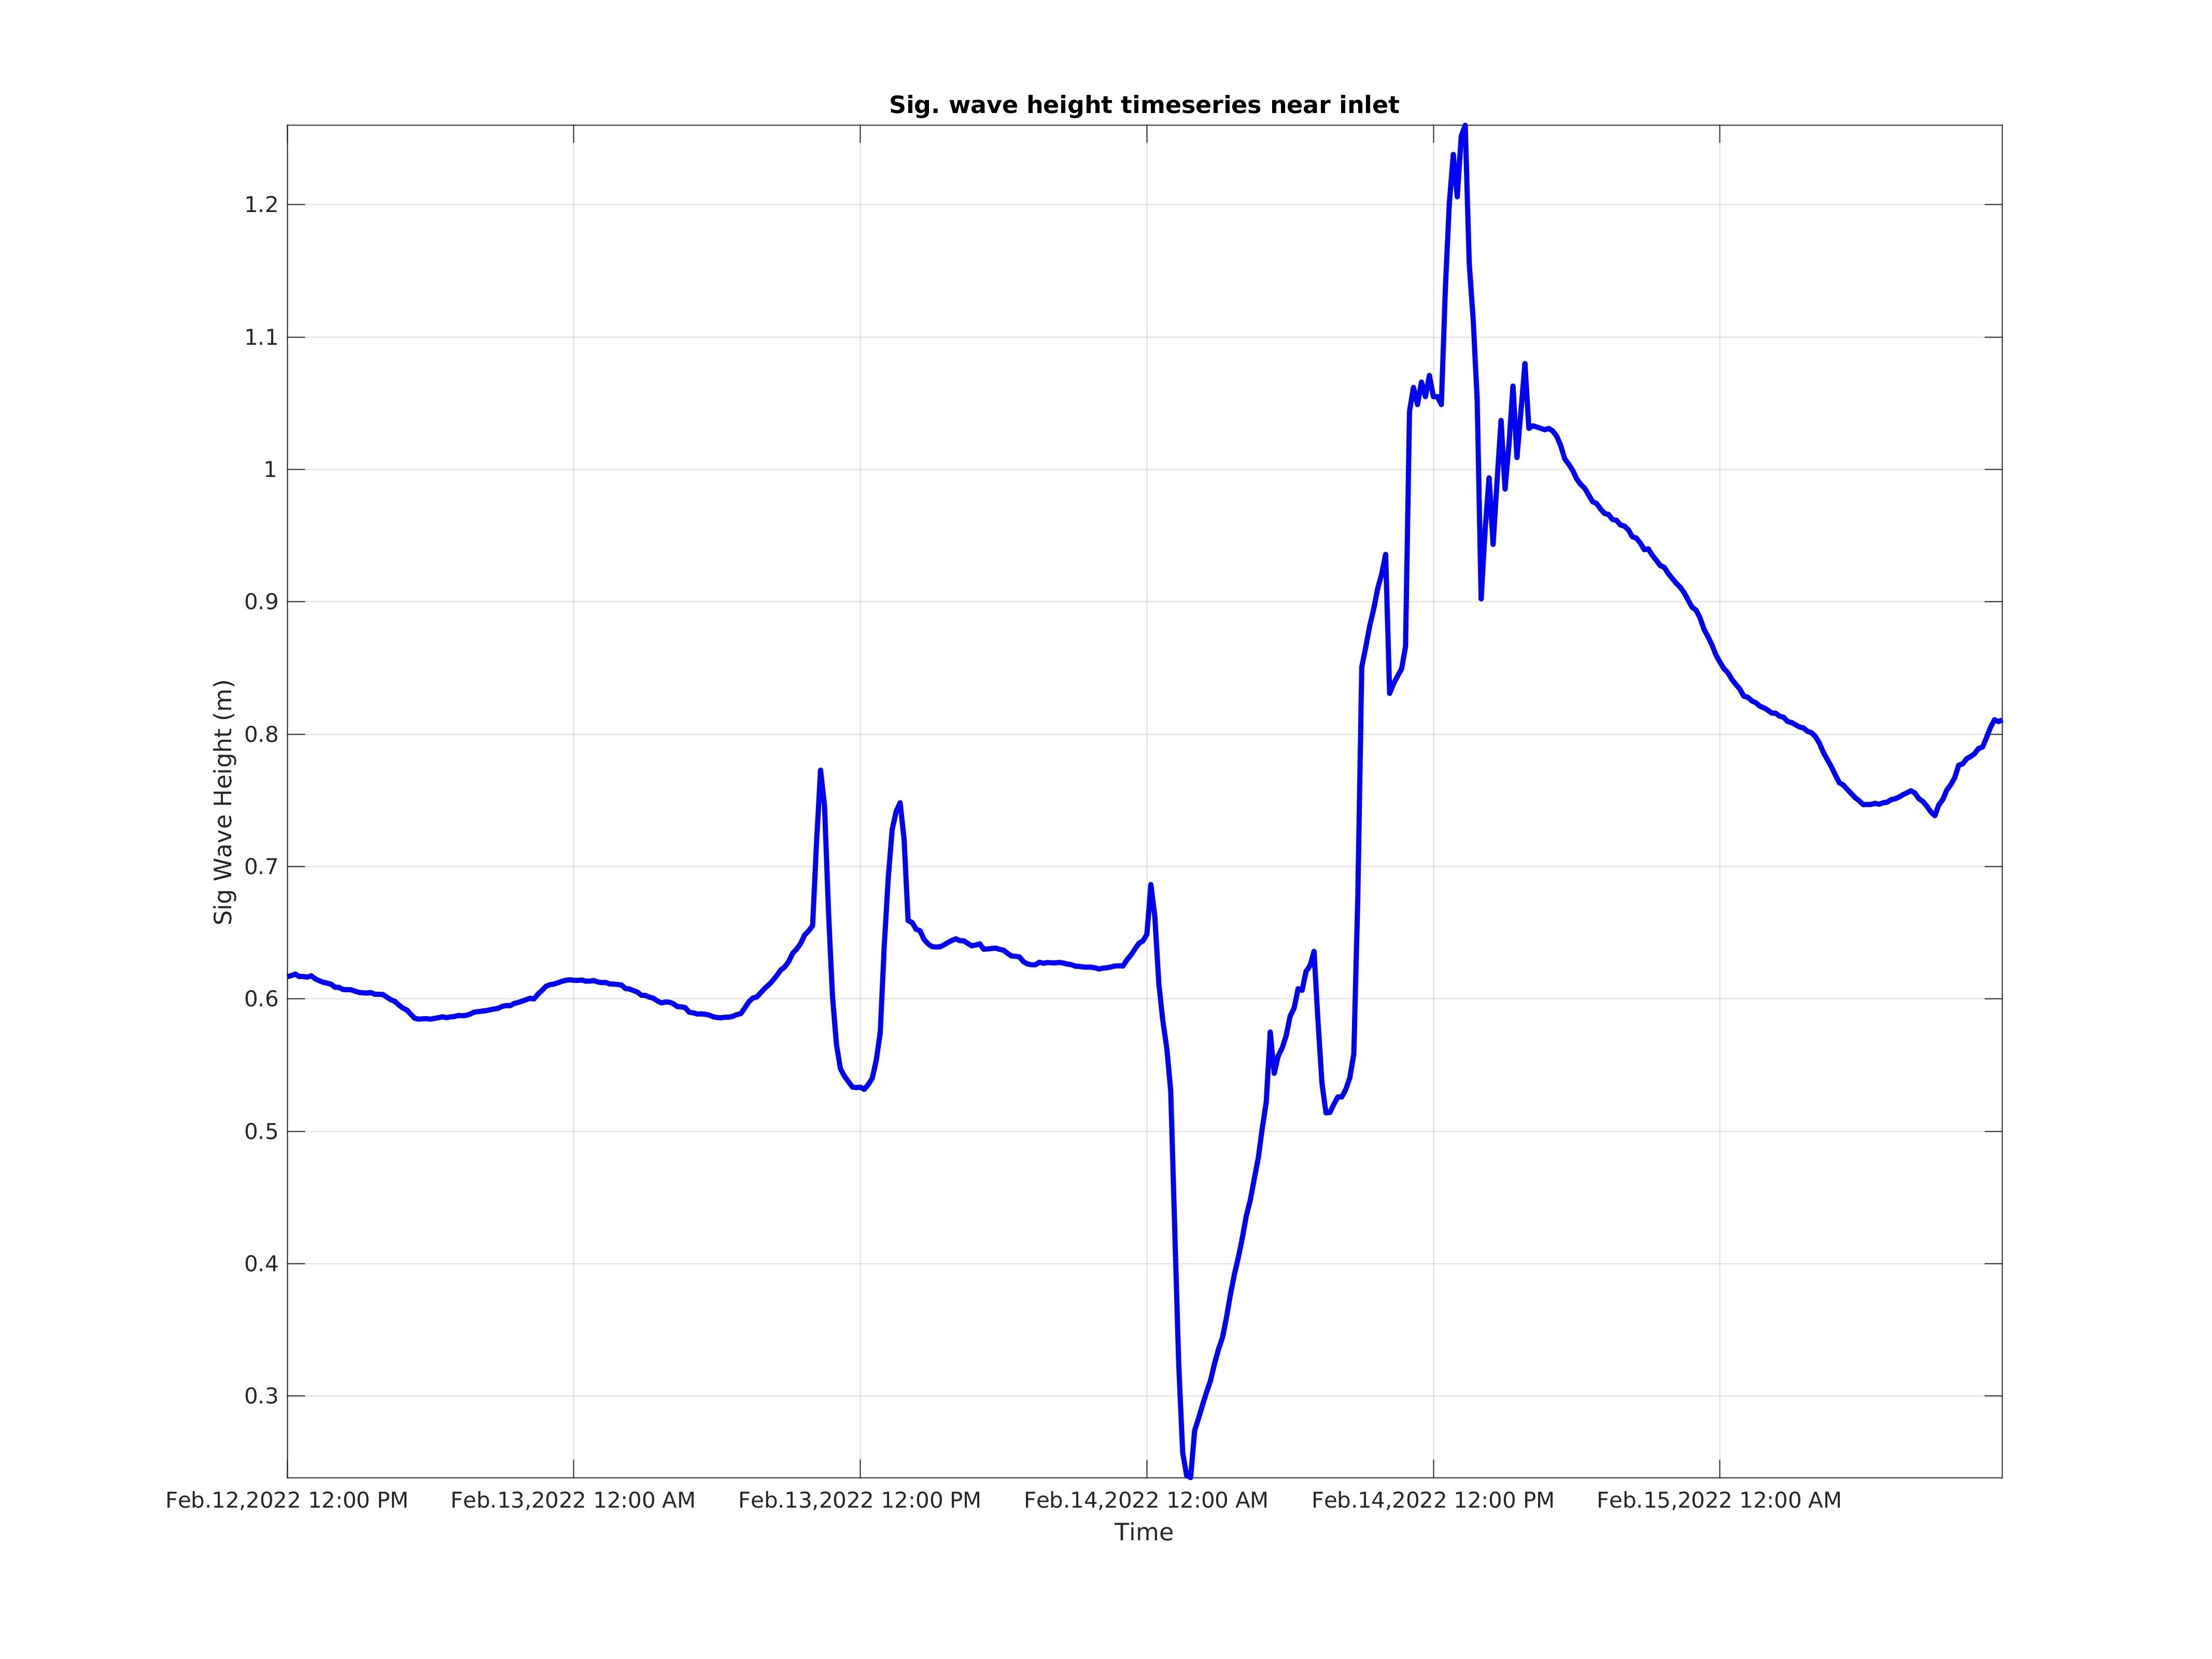 Sig. wave height timeseries near inlet
1.2
1.1
1
0.9
0.8
0.7
0.6
0.5
0.4
0.3
Sig Wave Height (m)
Feb.12,2022 12:00 PM Feb.13,2022 12:00 AM Feb.13,2022 12:00 PM Feb.14,2022 12:00 AM Feb.14,2022 12:00 PM Feb.15,2022 12:00 AM
Time